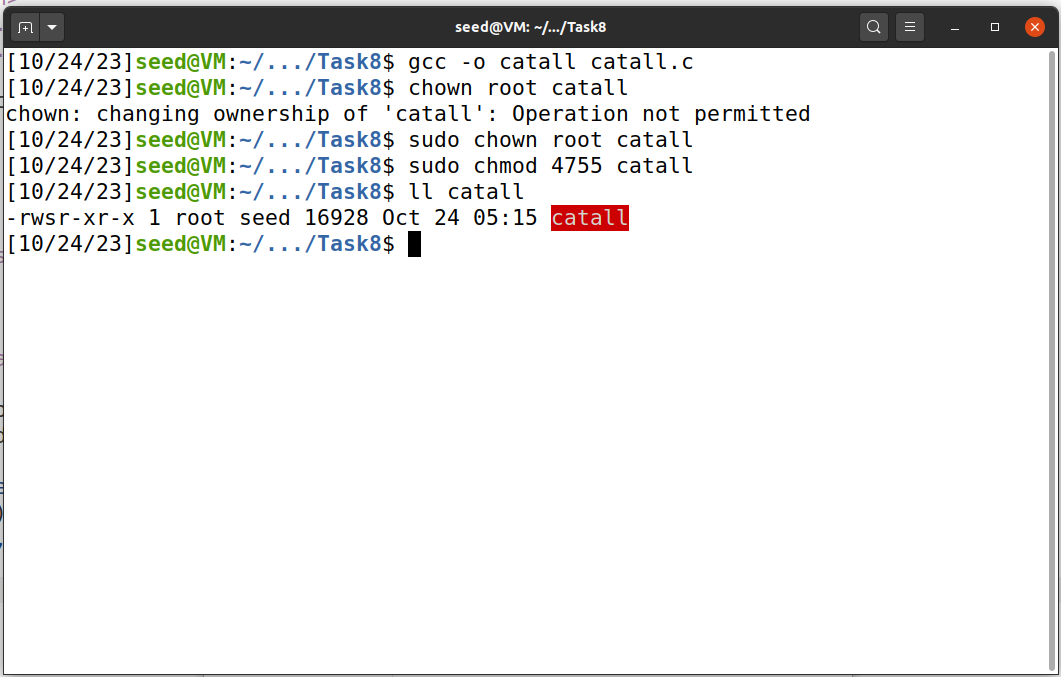 seed@VM: ~/.../Task8
[10/24/23]seed@VM:~/.../Task8$ gcc -o catall catall.c
[10/24/23]seed@VM:~/.../Task8$ chown root catall
chown: changing ownership of 'catall': Operation not permitted
[10/24/23]seed@VM:~/.../Task8$ sudo chown root catall
[10/24/23]seed@VM:~/.../Task8$ sudo chmod 4755 catall
[10/24/23]seed@VM:~/.../Task8$ ll catall
-rwsr-xr-x 1 root seed 16928 Oct 24 05:15 catall
[10/24/23]seed@VM:~/.../Task8$